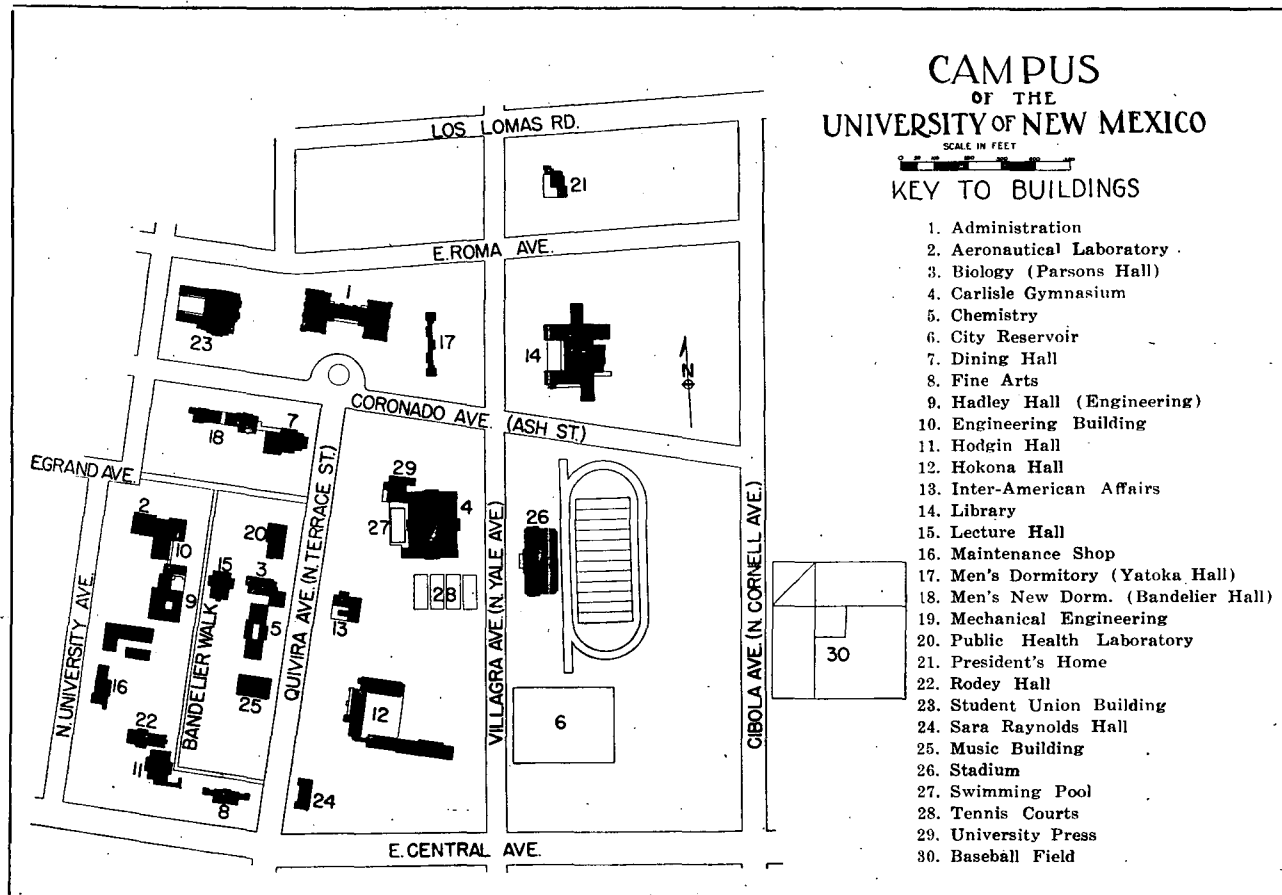 CAMPUS
OF THE
UNIVERSITY OF NEW MEXICO
SCALE IN FEET
KEY TO BUILDINGS
1. Administration
2. Aeronautical Laboratory
3. Biology (Parsons Hall)
4. Carlisle Gymnasium
5. Chemistry
6. City Reservoir
7. Dining Hall
8. Fine Arts
9. Hadley Hall (Engineering)
10. Engineering Building
11. Hodgin Hall
12. Hokona Hall
13. Inter-American Affairs
14. Library
15. Lecture Hall
16. Maintenance Shop
17. Men's Dormitory (Yatoka Hall)
18. Men's New Dorm. (Bandelier Hall)
19. Mechanical Engineering
20. Public Health Laboratory
21. President's Home
22. Rodey Hall
23. Student Union Building
24. Sara Raynolds Hall
25. Music Building
26. Stadium
27. Swimming Pool
28. Tennis Courts
29. University Press
30. Baseball Field
LOS LOMAS RD.
21
E. ROMA AVE.
1
23
17
14
N
CORONADO AVE. (ASH ST.)
7
18
E GRAND AVE.
29
2
20
27
4
26
10
15
3
28
9
5
13
30
16
25
12
6
22
11
24
8
N. UNIVERSITY AVE.
BANDELIER WALK
QUIVIRA AVE. (N. TERRACE ST.)
VILLAGRA AVE. (N. YALE AVE)
CIBOLA AVE. (N. CORNELL AVE.)
E. CENTRAL AVE.